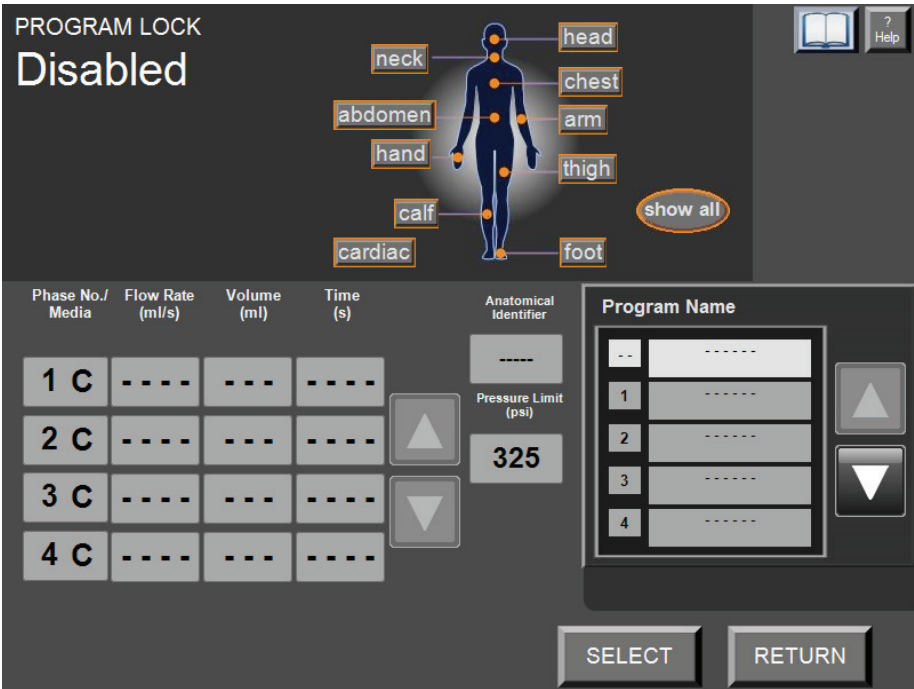 PROGRAM LOCK
Disabled
head
neck
chest
abdomen
arm
hand
thigh
calf
show all
cardiac
foot
?
Help
Phase No./ Flow Rate Volume Time
Media (ml/s) (ml) (s)
1 C - - - - - - - - - - -
2 C - - - - - - - - - - -
3 C - - - - - - - - - - -
4 C - - - - - - - - - - -
Anatomical
Identifier
-----
Pressure Limit
(psi)
325
Program Name
- - - - - - - -
1 - - - - - -
2 - - - - - -
3 - - - - - -
4 - - - - - -
SELECT RETURN